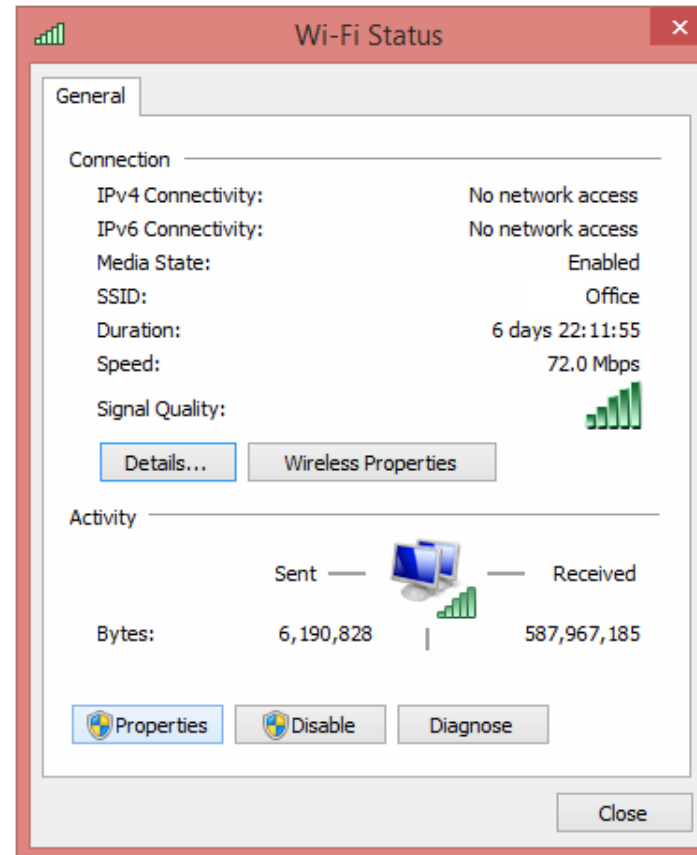 Wi-Fi Status
General
Connection
IPv4 Connectivity: No network access
IPv6 Connectivity: No network access
Media State: Enabled
SSID: Office
Duration: 6 days 22:11:55
Speed: 72.0 Mbps
Signal Quality:
Details... Wireless Properties
Activity
Sent Received
Bytes: 6,190,828 587,967,185
Properties Disable Diagnose
Close